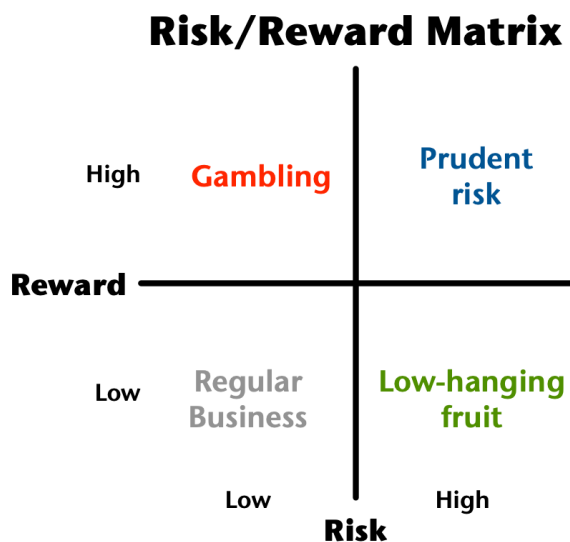 Risk/Reward Matrix
High
Gambling
Prudent
risk
Reward
Low
Regular
Business
Low-hanging
fruit
Low
High
Risk